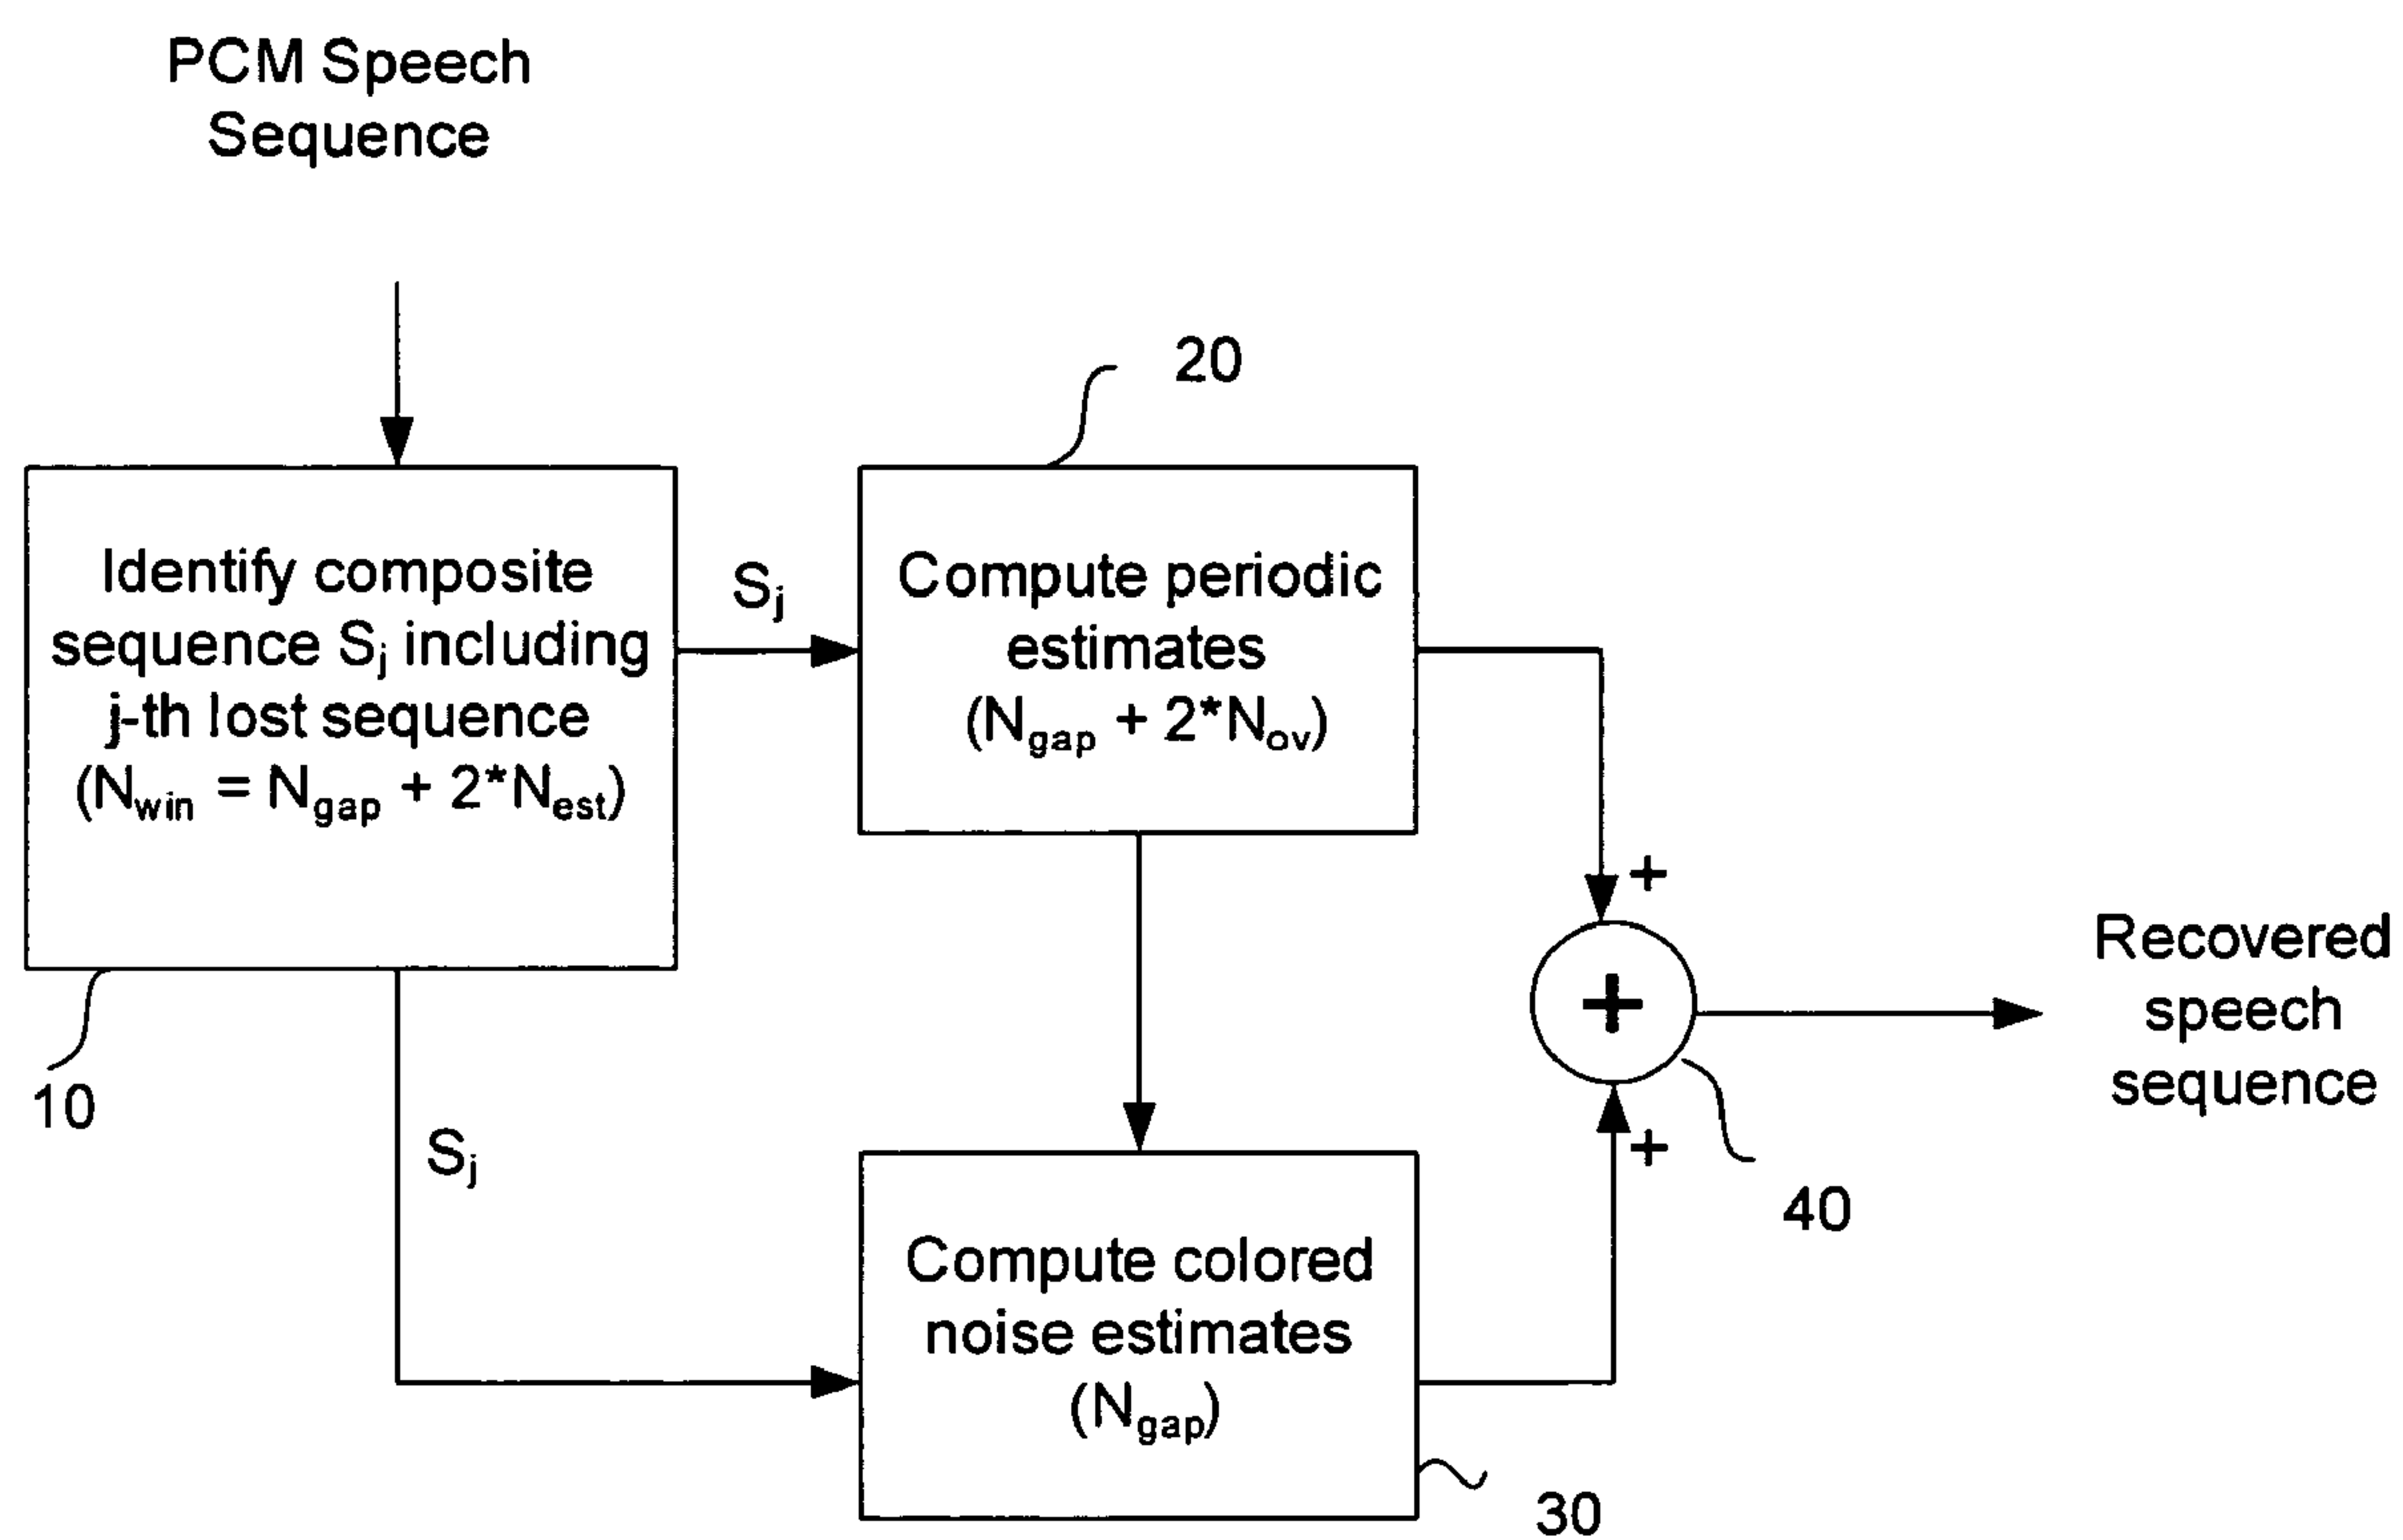 PCM Speech
Sequence
20
Identify composite
sequence Sj including
j-th lost sequence
(Nwin = Ngap + 2*Nest)
Sj
Compute periodic
estimates
(Ngap + 2*Nov)
+
+
Recovered
speech
sequence
10
Sj
+
40
Compute colored
noise estimates
(Ngap)
30